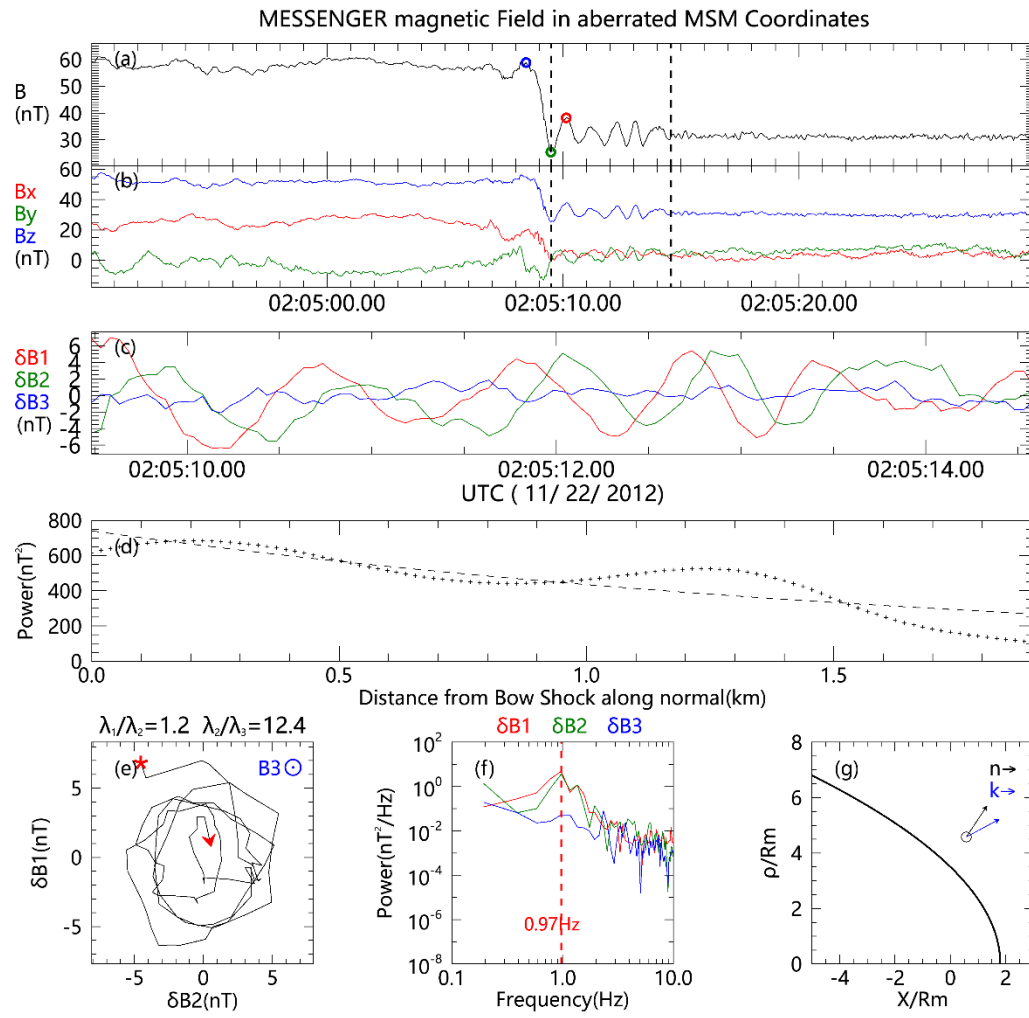 MESSENGER magnetic Field in aberrated MSM Coordinates
(a)
B
(nT)
60
50
40
30
(b)
Bx
By
Bz
(nT)
60
40
20
0
02:05:00.00
02:05:10.00
02:05:20.00
(c)
δB1
δB2
δB3
(nT)
6
4
2
0
-2
-4
-6
02:05:10.00
02:05:12.00
02:05:14.00
UTC ( 11/ 22/ 2012)
(d)
Power(nT²)
800
600
400
200
0
0.0
0.5
1.0
1.5
Distance from Bow Shock along normal(km)
λ₁/λ₂=1.2 λ₂/λ₃=12.4
(e)
B3
δB1(nT)
5
0
-5
-5
0
5
δB2(nT)
δB1 δB2 δB3
(f)
Power(nT²/Hz)
10²
10⁰
10⁻²
10⁻⁴
10⁻⁶
10⁻⁸
0.97Hz
0.1
1.0
10.0
Frequency(Hz)
(g)
n→
k→
ρ/Rm
8
6
4
2
0
-4
-2
0
2
X/Rm